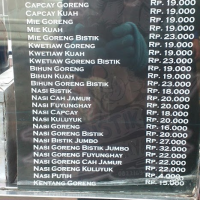 Capcay Goreng Rp. 19.000
Capcay Kuah Rp. 19.000
Mie Goreng Rp. 19.000
Mie Kuah Rp. 19.000
Mie Goreng Bistik Rp. 23.000
Kwetiaw Goreng Rp. 19.000
Kwetiaw Kuah Rp. 19.000
Kwetiaw Goreng Bistik Rp. 23.000
Bihun Goreng Rp. 19.000
Bihun Kuah Rp. 19.000
Bihun Goreng Bistik Rp. 23.000
Nasi Bistik Rp. 18.000
Nasi Cah Jamur Rp. 20.000
Nasi Fuyunghay Rp. 20.000
Nasi Capcay Rp. 18.000
Nasi Kuluyuk Rp. 20.000
Nasi Goreng Rp. 16.000
Nasi Goreng Bistik Rp. 20.000
Nasi Bistik Jumbo Rp. 27.000
Nasi Goreng Bistik Jumbo Rp. 32.000
Nasi Goreng Fuyunghay Rp. 22.000
Nasi Goreng Cah Jamur Rp. 22.000
Nasi Goreng Kuluyuk Rp. 22.000
Nasi Putih Rp. 4.000
Kentang Goreng Rp. 15.000